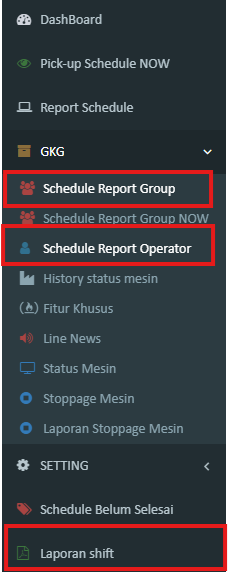 DashBoard
Pick-up Schedule NOW
Report Schedule
GKG
Schedule Report Group
Schedule Report Group NOW
Schedule Report Operator
History status mesin
Fitur Khusus
Line News
Status Mesin
Stoppage Mesin
Laporan Stoppage Mesin
SETTING
Schedule Belum Selesai
Laporan shift